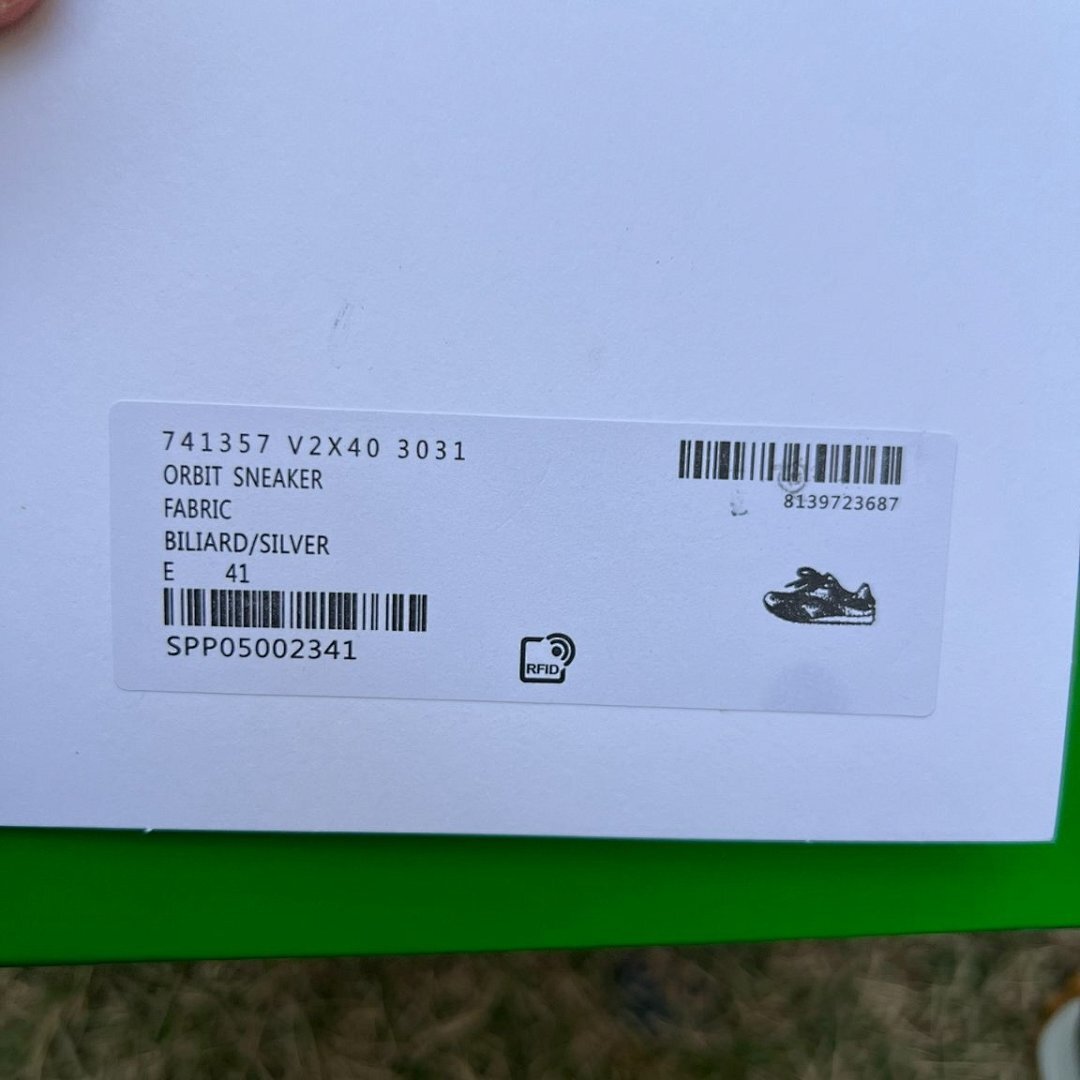 741357 V2X40 3031
ORBIT SNEAKER
FABRIC
BILIARD/SILVER
E 41
SPP05002341
8139723687
RFID